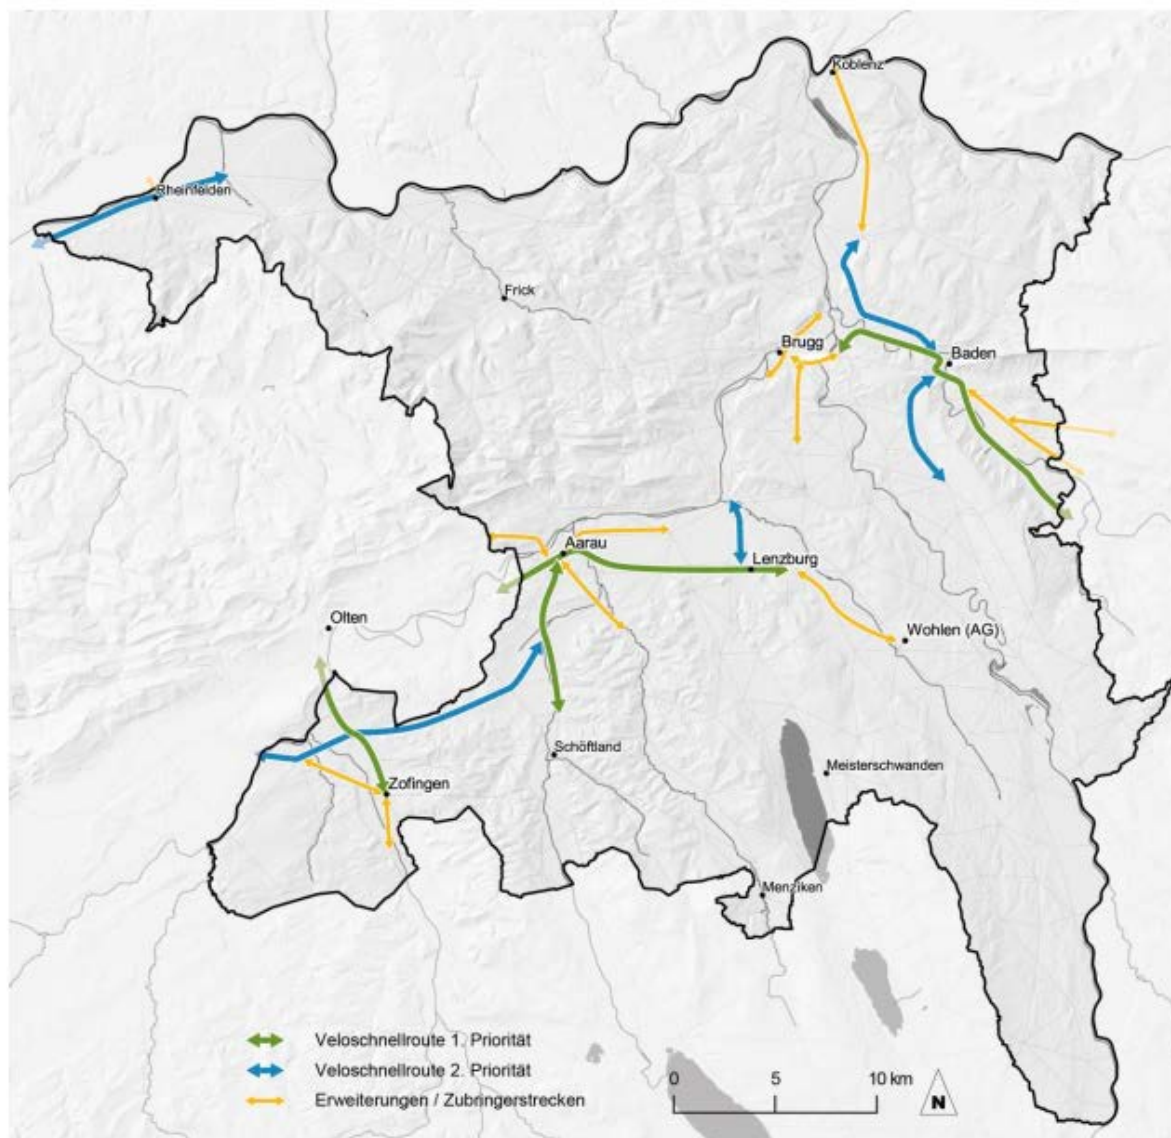 Koblenz
Rheinfelden
Frick
Brugg
Baden
Aarau
Lenzburg
Olten
Wohlen (AG)
Schöftland
Meisterschwanden
Zofingen
Menziken
Veloschnellroute 1. Priorität
Veloschnellroute 2. Priorität
Erweiterungen / Zubringerstrecken
0 5 10 km
N